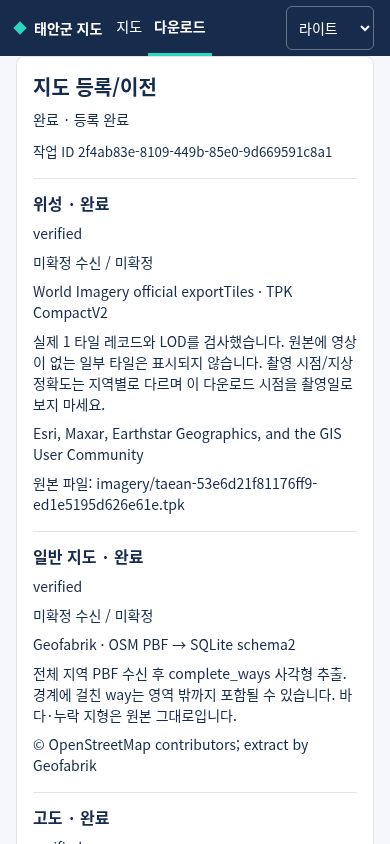 태안군 지도 지도 다운로드 라이트
지도 등록/이전
완료 · 등록 완료
작업 ID 2f4ab83e-8109-449b-85e0-9d669591c8a1
위성 · 완료
verified
미확정 수신 / 미확정
World Imagery official exportTiles · TPK
CompactV2
실제 1 타일 레코드와 LOD를 검사했습니다. 원본에 영상
이 없는 일부 타일은 표시되지 않습니다. 촬영 시점/지상
정확도는 지역별로 다르며 이 다운로드 시점을 촬영일로
보지 마세요.
Esri, Maxar, Earthstar Geographics, and the GIS
User Community
원본 파일: imagery/taean-53e6d21f81176ff9-
ed1e5195d626e61e.tpk
일반 지도 · 완료
verified
미확정 수신 / 미확정
Geofabrik · OSM PBF → SQLite schema2
전체 지역 PBF 수신 후 complete_ways 사각형 추출.
경계에 걸친 way는 영역 밖까지 포함될 수 있습니다. 바
다·누락 지형은 원본 그대로입니다.
© OpenStreetMap contributors; extract by
Geofabrik
고도 · 완료